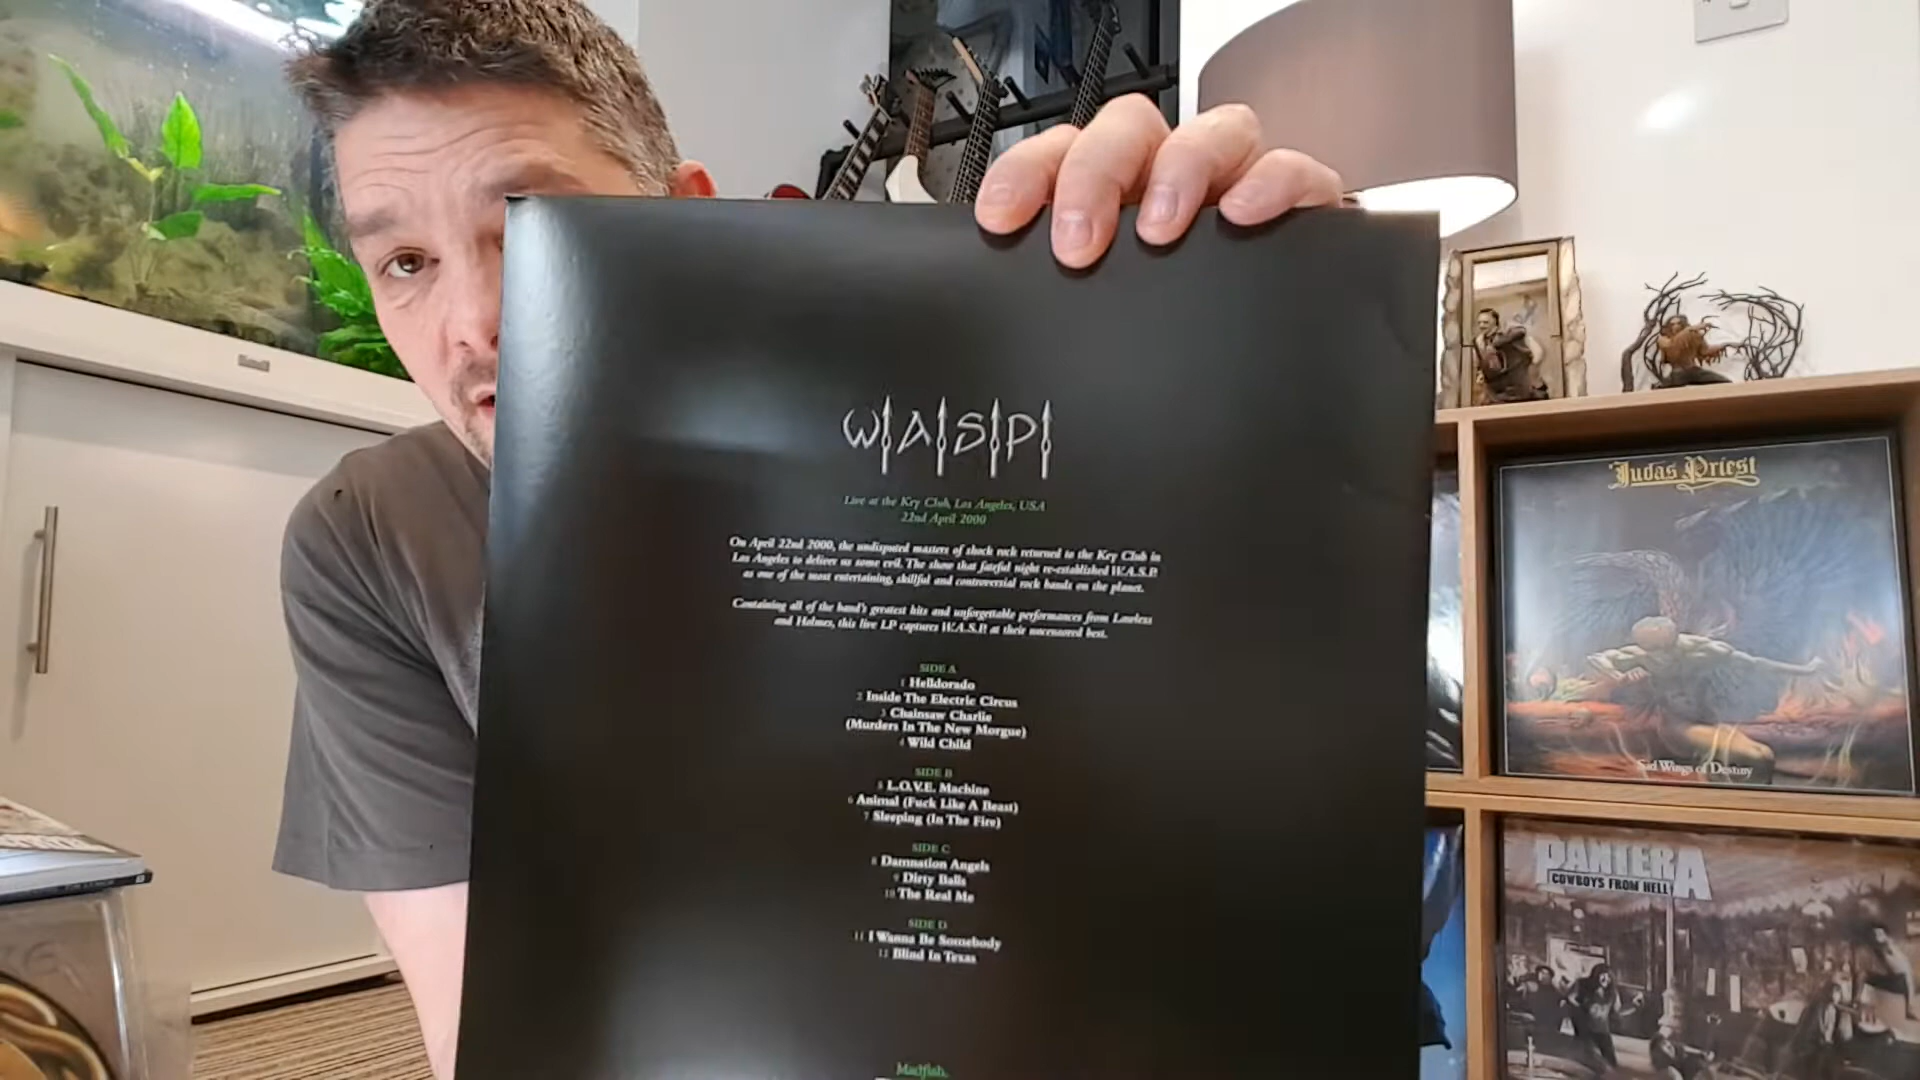 W.A.S.P.
Live at the Key Club, Los Angeles, USA
22nd April 2000
On April 22nd 2000, the undisputed masters of shock rock returned to the Key Club in
Los Angeles to deliver us some evil. The show that fateful night re-established W.A.S.P.
as one of the most entertaining, skillful and controversial rock bands on the planet.
Containing all of the band's greatest hits and unforgettable performances from Lawless
and Holmes, this live LP captures W.A.S.P. at their uncensored best.
SIDE A
1 Helldorado
2 Inside The Electric Circus
3 Chainsaw Charlie
(Murders In The New Morgue)
4 Wild Child
SIDE B
5 L.O.V.E. Machine
6 Animal (Fuck Like A Beast)
7 Sleeping (In The Fire)
SIDE C
8 Damnation Angels
9 Dirty Balls
10 The Real Me
SIDE D
11 I Wanna Be Somebody
12 Blind In Texas
Madfish.
Judas Priest
Sad Wings of Destiny
PANTERA
COWBOYS FROM HELL